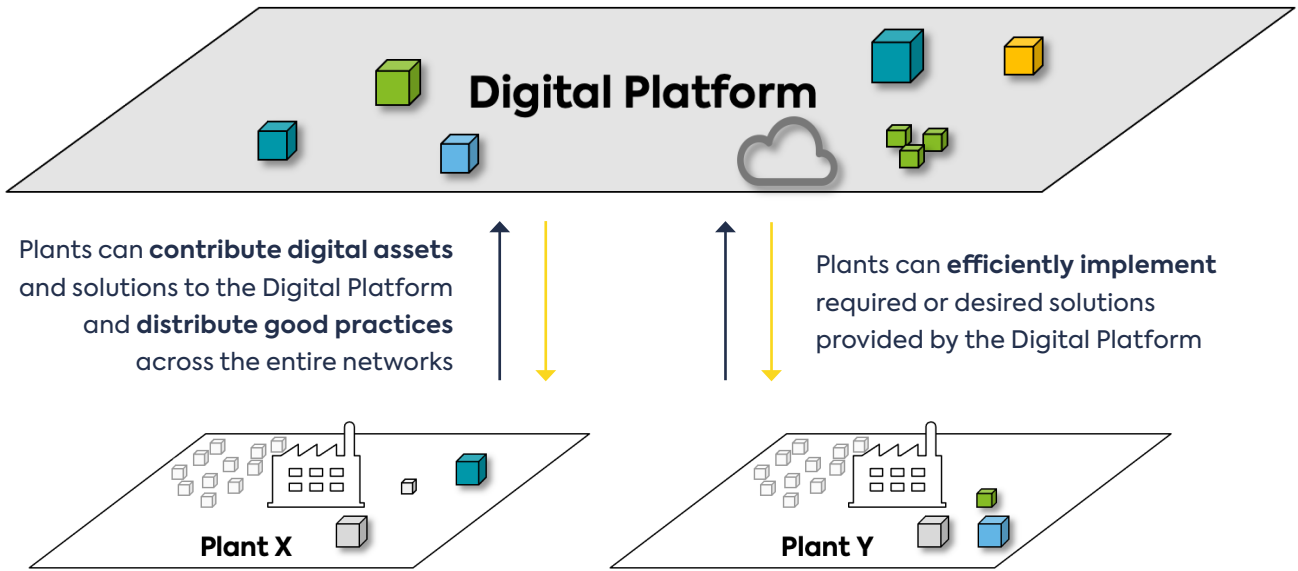 Digital Platform
Plants can contribute digital assets
and solutions to the Digital Platform
and distribute good practices
across the entire networks
Plants can efficiently implement
required or desired solutions
provided by the Digital Platform
Plant X
Plant Y